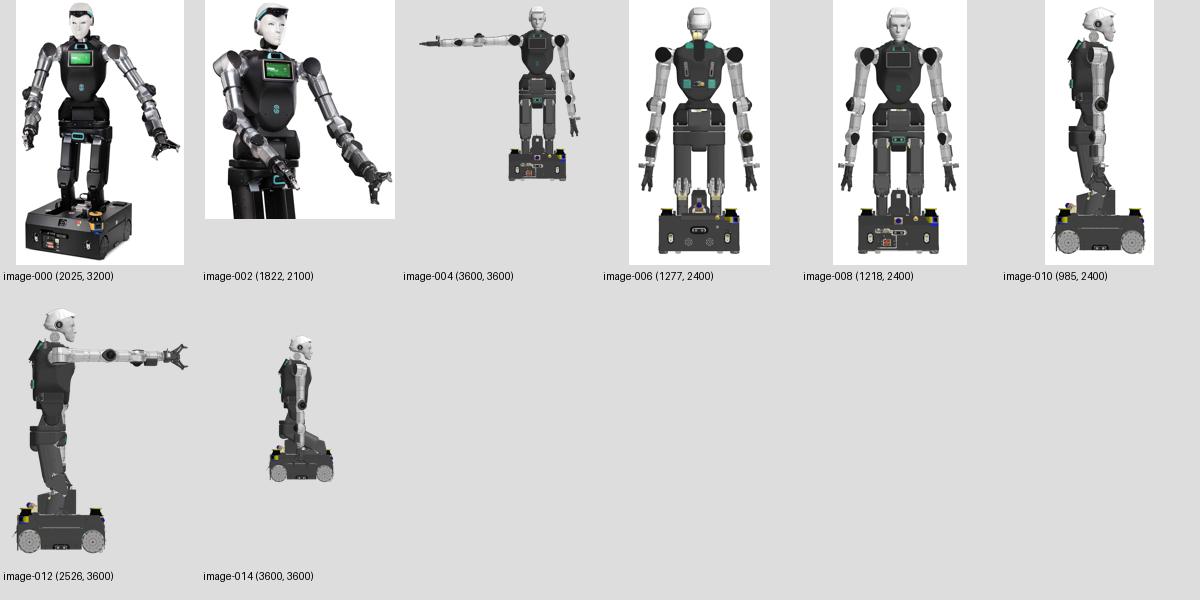 image-000 (2025, 3200)
image-002 (1822, 2100)
image-004 (3600, 3600)
image-006 (1277, 2400)
image-008 (1218, 2400)
image-010 (985, 2400)
image-012 (2526, 3600)
image-014 (3600, 3600)